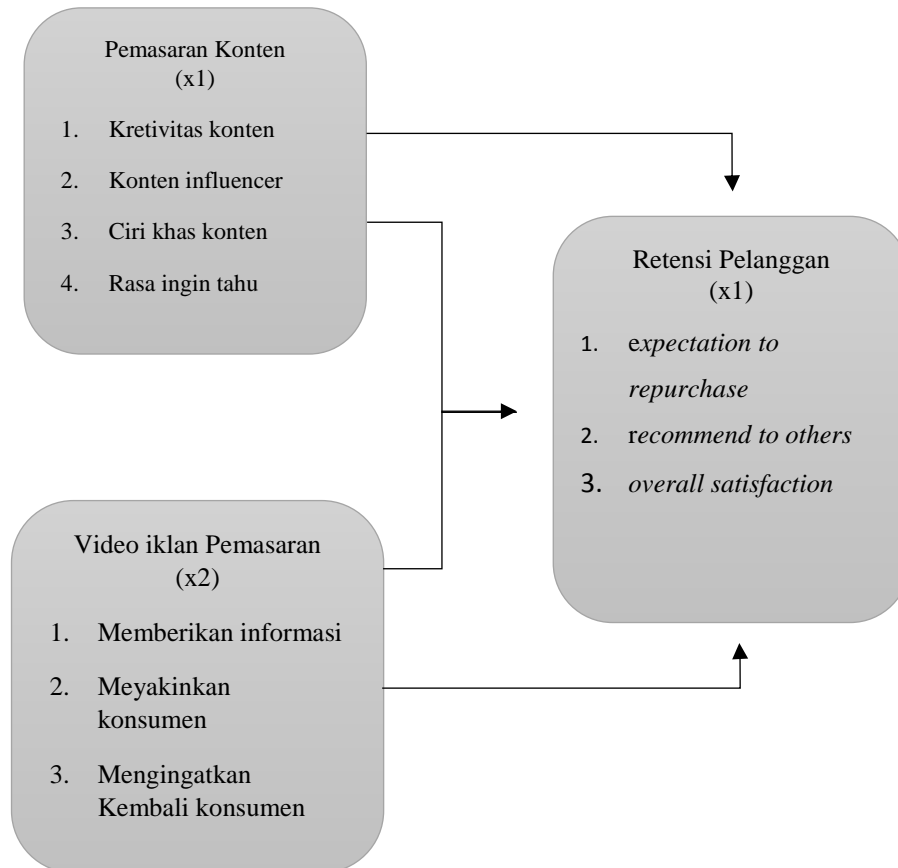 Pemasaran Konten
(x1)
1. Kretivitas konten
2. Konten influencer
3. Ciri khas konten
4. Rasa ingin tahu
Retensi Pelanggan
(x1)
1. expectation to
repurchase
2. recommend to others
3. overall satisfaction
Video iklan Pemasaran
(x2)
1. Memberikan informasi
2. Meyakinkan
konsumen
3. Mengingatkan
Kembali konsumen